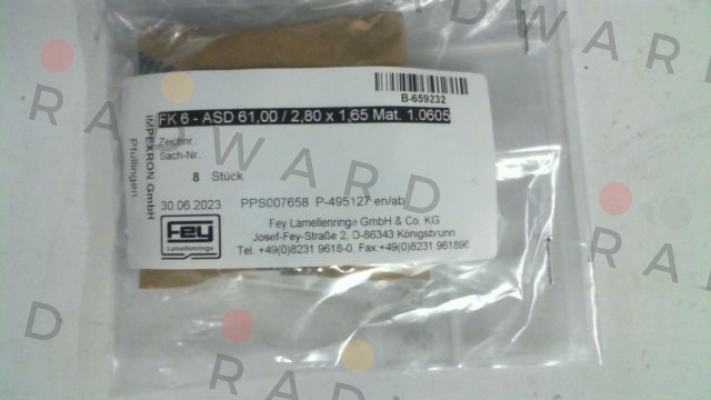 B-659232
FK 6 - ASD 61,00 / 2,80 x 1,65 Mat. 1.0605
Zeichnr.:
Sach-Nr.:
8 Stück
30.06.2023 PPS007658 P-495127 en/ab
Fey Lamellenringe GmbH & Co. KG
Josef-Fey-Straße 2, D-86343 Königsbrunn
Tel. +49(0)8231 9618-0 Fax +49(0)8231 961896
Fey
Lamellenringe
IMPEXRON GmbH
Pfullingen
RADWARD
RADWARD